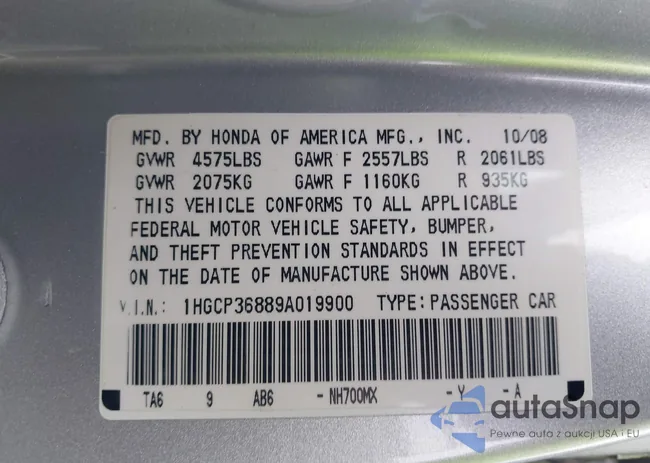 MFD. BY HONDA OF AMERICA MFG., INC. 10/08
GVWR 4575LBS GAWR F 2557LBS R 2061LBS
GVWR 2075KG GAWR F 1160KG R 935KG
THIS VEHICLE CONFORMS TO ALL APPLICABLE
FEDERAL MOTOR VEHICLE SAFETY, BUMPER,
AND THEFT PREVENTION STANDARDS IN EFFECT
ON THE DATE OF MANUFACTURE SHOWN ABOVE.
V.I.N.: 1HGCP36889A019900 TYPE: PASSENGER CAR
TA6 9 AB6 -NH700MX -Y -A
autaSnap
Pewne auta z aukcji USA i EU